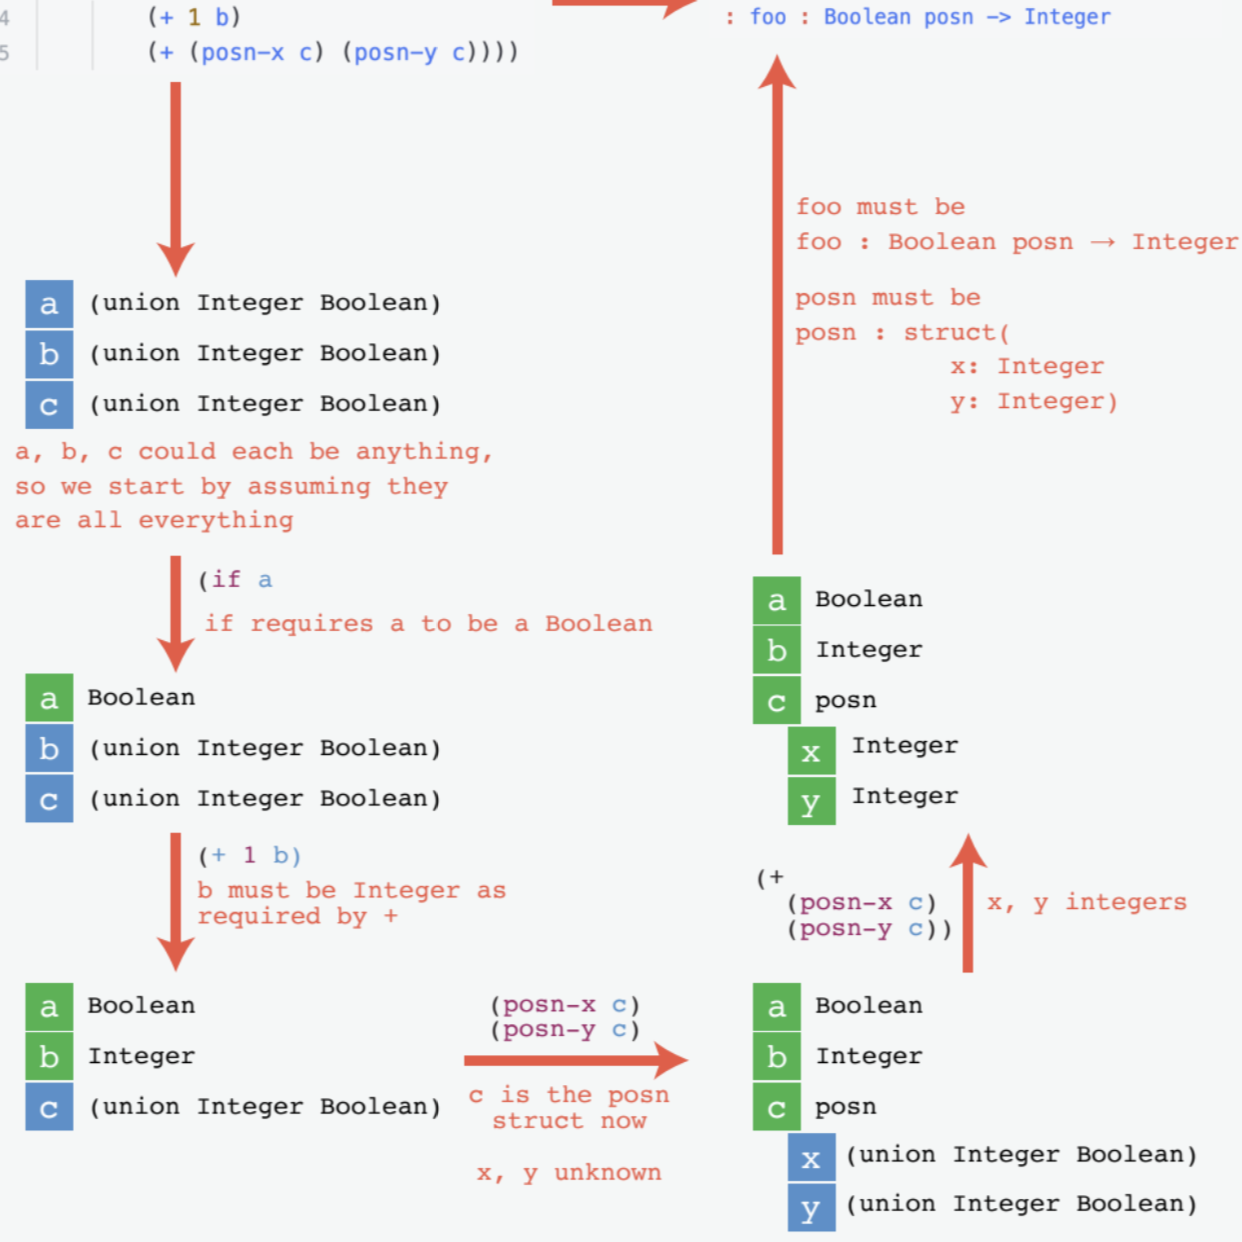 4 (+ 1 b)
5 (+ (posn-x c) (posn-y c))))
: foo : Boolean posn -> Integer
a (union Integer Boolean)
b (union Integer Boolean)
c (union Integer Boolean)
a, b, c could each be anything,
so we start by assuming they
are all everything
(if a
if requires a to be a Boolean
a Boolean
b (union Integer Boolean)
c (union Integer Boolean)
(+ 1 b)
b must be Integer as
required by +
a Boolean
b Integer
c (union Integer Boolean)
(posn-x c)
(posn-y c)
c is the posn
struct now
x, y unknown
a Boolean
b Integer
c posn
x (union Integer Boolean)
y (union Integer Boolean)
(+
(posn-x c)
(posn-y c))
x, y integers
a Boolean
b Integer
c posn
x Integer
y Integer
foo must be
foo : Boolean posn → Integer
posn must be
posn : struct(
x: Integer
y: Integer)